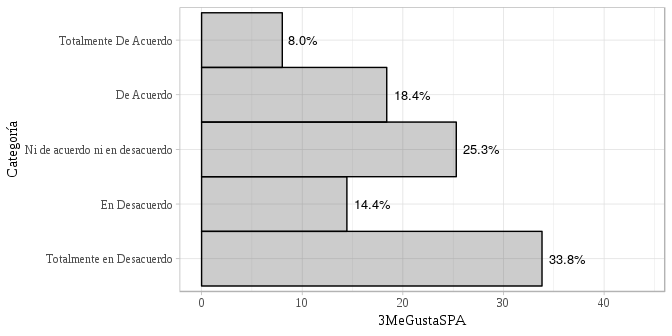 Categoría
Totalmente De Acuerdo 8.0%
De Acuerdo 18.4%
Ni de acuerdo ni en desacuerdo 25.3%
En Desacuerdo 14.4%
Totalmente en Desacuerdo 33.8%
0 10 20 30 40
3MeGustaSPA